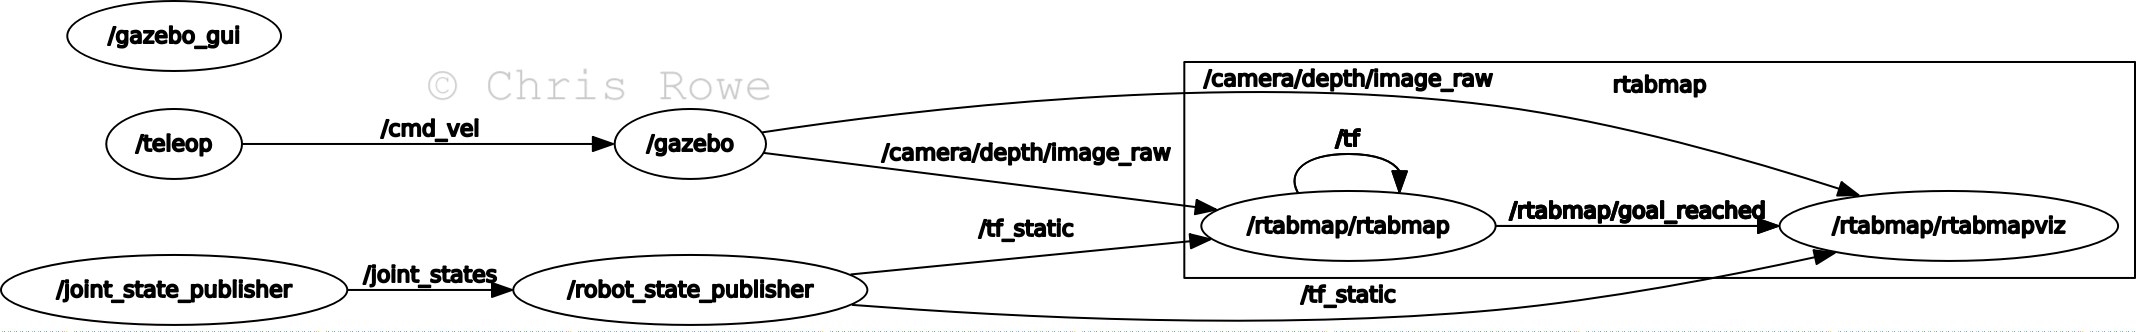 /gazebo_gui
© Chris Rowe
/camera/depth/image_raw
rtabmap
/teleop
/cmd_vel
/gazebo
/camera/depth/image_raw
/tf
/tf_static
/rtabmap/rtabmap
/rtabmap/goal_reached
/rtabmap/rtabmapviz
/joint_state_publisher
/joint_states
/robot_state_publisher
/tf_static